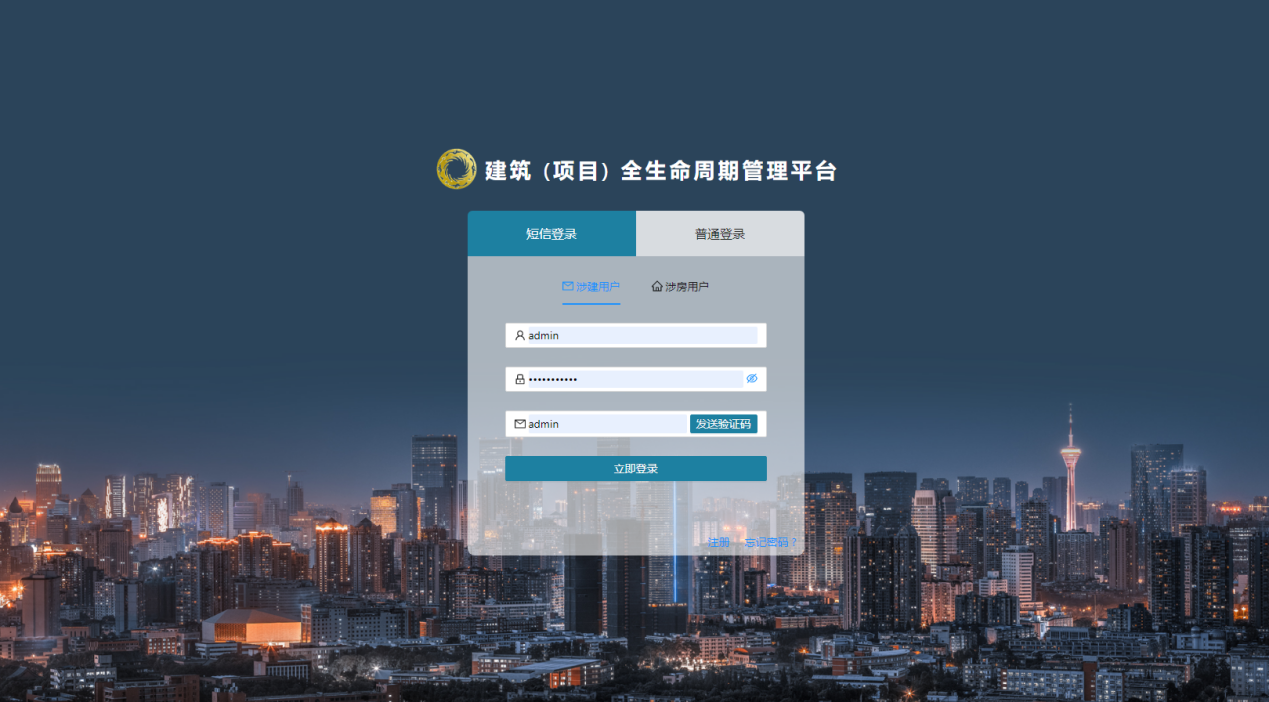 建筑（项目）全生命周期管理平台
短信登录 普通登录
涉建用户 涉房用户
admin
•••••••••••
admin 发送验证码
立即登录
注册 忘记密码？